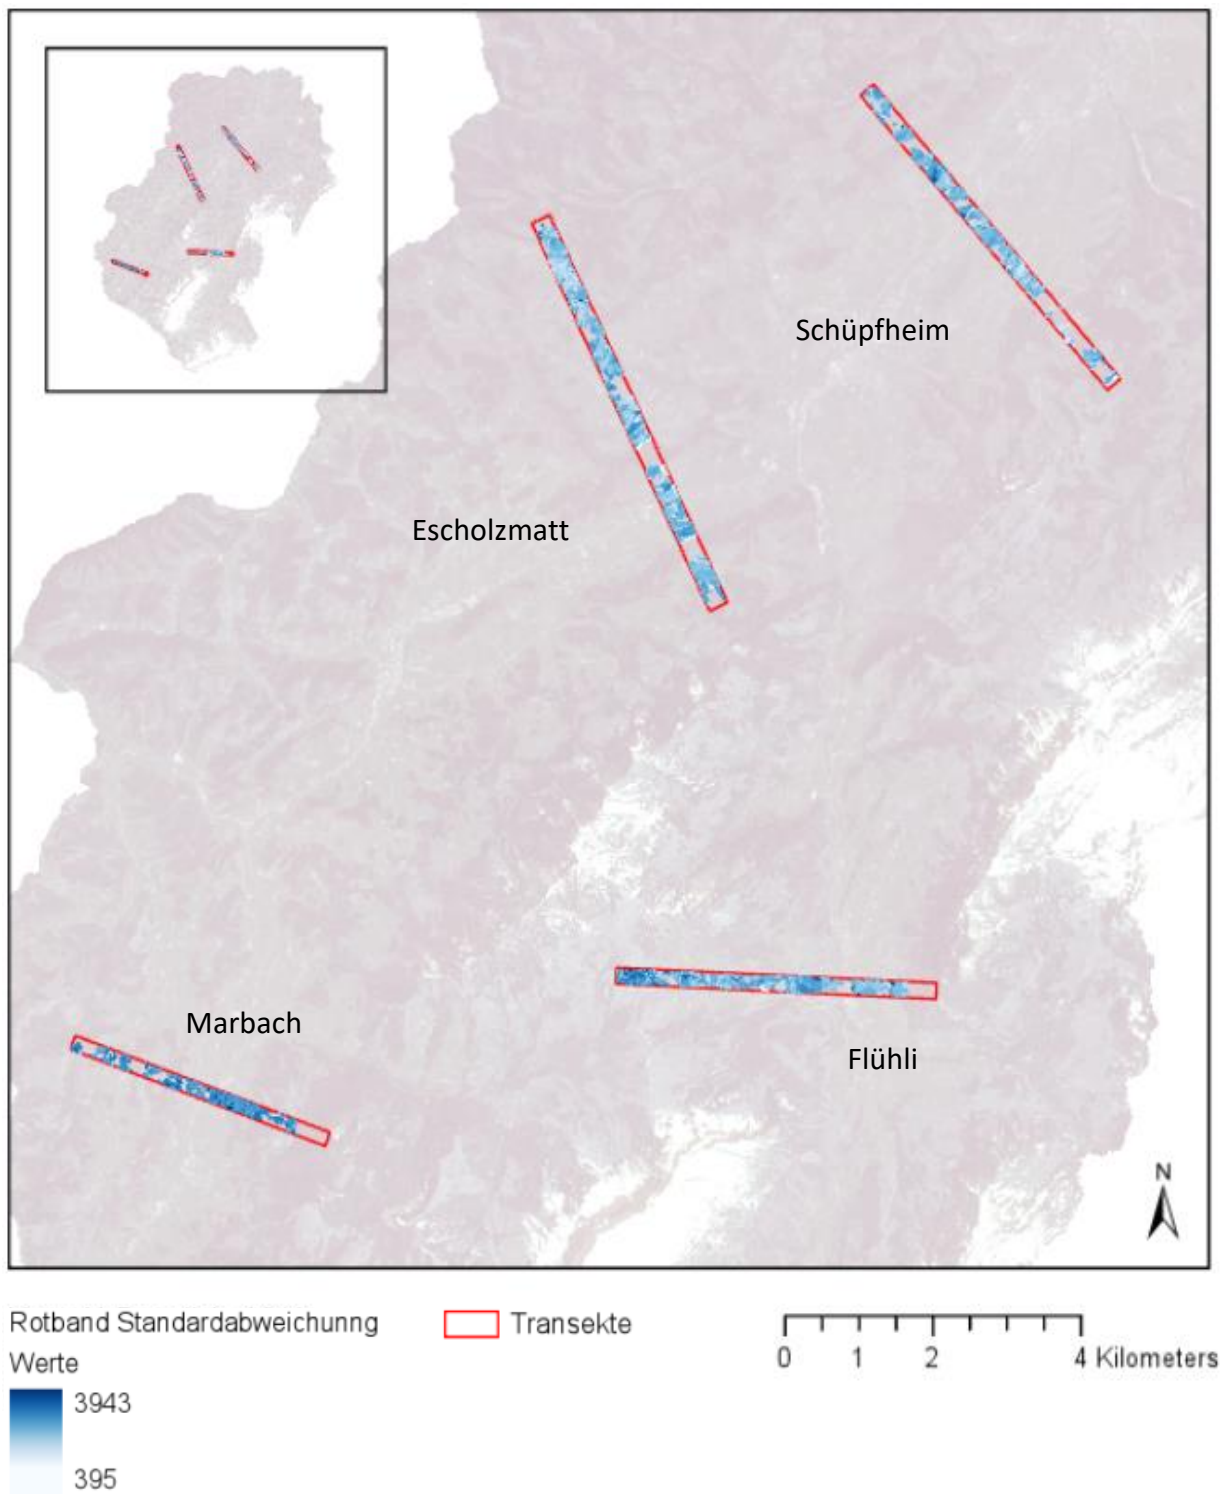 Schüpfheim
Escholzmatt
Marbach
Flühli
N
Rotband Standardabweichunng
Transekte
0 1 2 4 Kilometers
Werte
3943
395